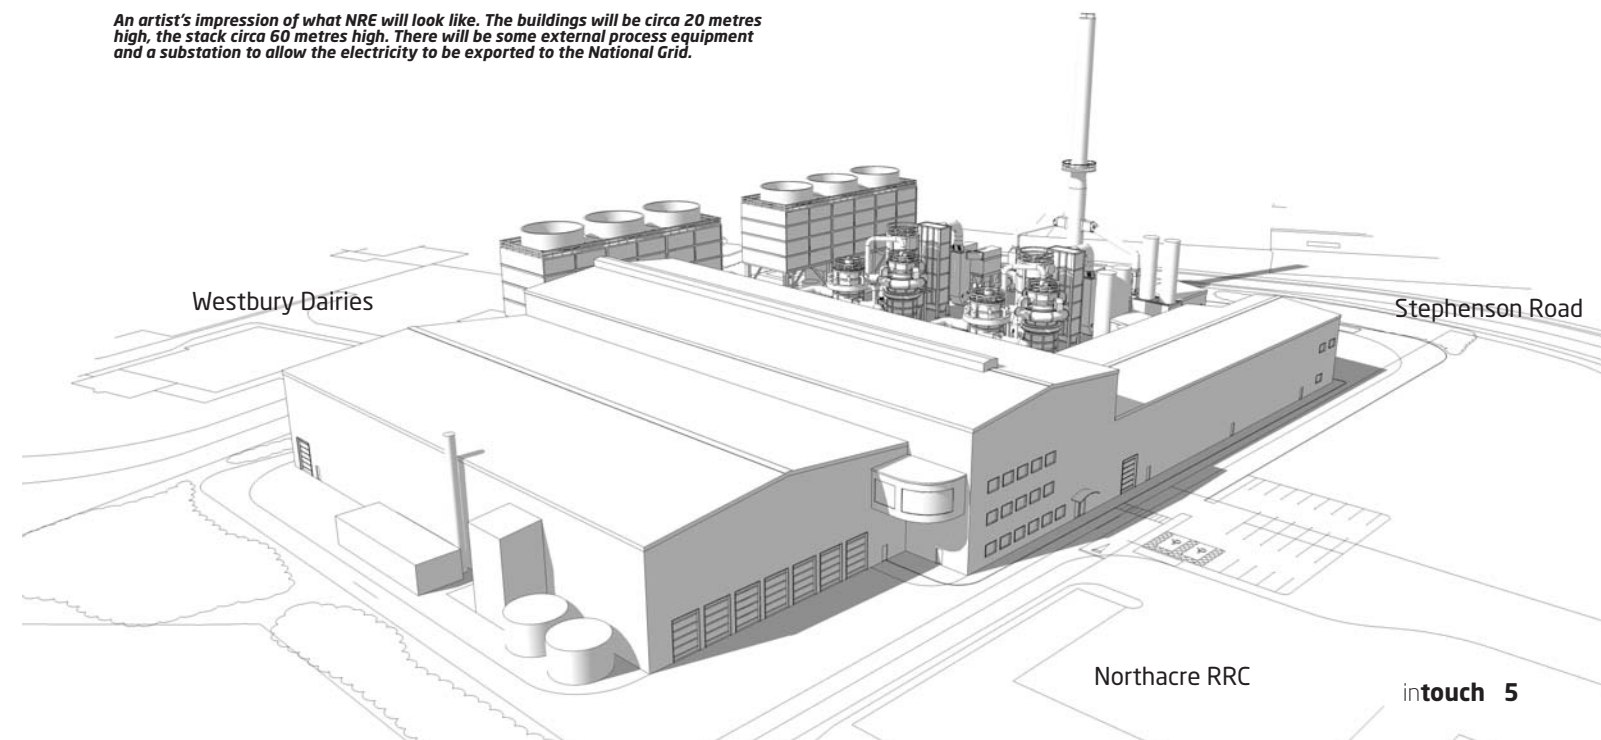 An artist's impression of what NRE will look like. The buildings will be circa 20 metres
high, the stack circa 60 metres high. There will be some external process equipment
and a substation to allow the electricity to be exported to the National Grid.
Westbury Dairies
Stephenson Road
Northacre RRC
intouch 5